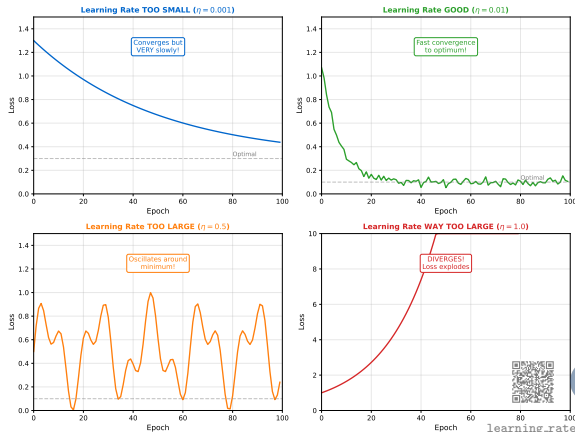 Learning Rate TOO SMALL (η = 0.001)
1.4
1.2
1.0
0.8
0.6
0.4
0.2
0.0
Loss
Converges but
VERY slowly!
Optimal
0 20 40 60 80 100
Epoch
Learning Rate GOOD (η = 0.01)
1.4
1.2
1.0
0.8
0.6
0.4
0.2
0.0
Loss
Fast convergence
to optimum!
Optimal
0 20 40 60 80 100
Epoch
Learning Rate TOO LARGE (η = 0.5)
1.4
1.2
1.0
0.8
0.6
0.4
0.2
0.0
Loss
Oscillates around
minimum!
0 20 40 60 80 100
Epoch
Learning Rate WAY TOO LARGE (η = 1.0)
10
8
6
4
2
0
Loss
DIVERGES!
Loss explodes
0 20 40 60 80 100
Epoch
learning_rate